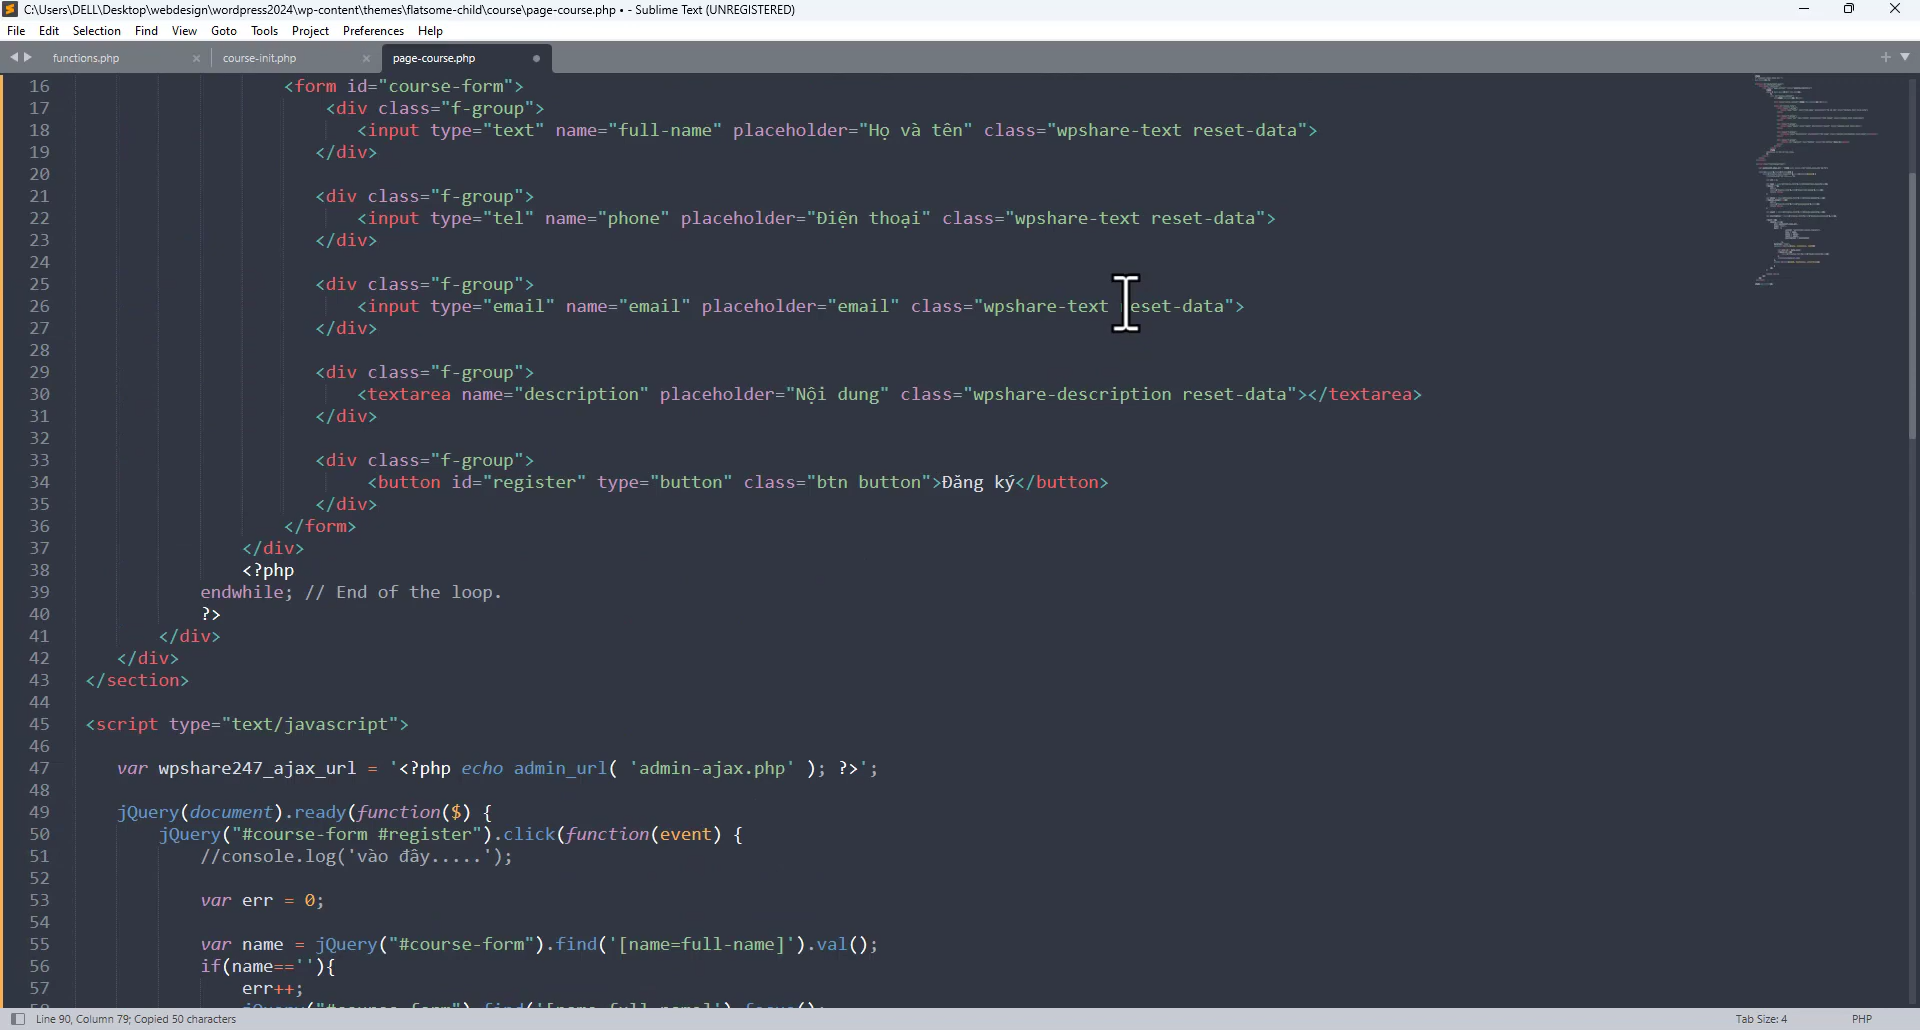 C:\Users\DELL\Desktop\webdesign\wordpress2024\wp-content\themes\flatsome-child\course\page-course.php • - Sublime Text (UNREGISTERED)
File Edit Selection Find View Goto Tools Project Preferences Help
functions.php course-init.php page-course.php
16 <form id="course-form">
17 <div class="f-group">
18 <input type="text" name="full-name" placeholder="Họ và tên" class="wpshare-text reset-data">
19 </div>
20
21 <div class="f-group">
22 <input type="tel" name="phone" placeholder="Điện thoại" class="wpshare-text reset-data">
23 </div>
24
25 <div class="f-group">
26 <input type="email" name="email" placeholder="email" class="wpshare-text reset-data">
27 </div>
28
29 <div class="f-group">
30 <textarea name="description" placeholder="Nội dung" class="wpshare-description reset-data"></textarea>
31 </div>
32
33 <div class="f-group">
34 <button id="register" type="button" class="btn button">Đăng ký</button>
35 </div>
36 </form>
37 </div>
38 <?php
39 endwhile; // End of the loop.
40 ?>
41 </div>
42 </div>
43 </section>
44
45 <script type="text/javascript">
46
47 var wpshare247_ajax_url = '<?php echo admin_url( 'admin-ajax.php' ); ?>';
48
49 jQuery(document).ready(function($) {
50 jQuery("#course-form #register").click(function(event) {
51 //console.log('vào đây.....');
52
53 var err = 0;
54
55 var name = jQuery("#course-form").find('[name=full-name]').val();
56 if(name==''){
57 err++;
Line 90, Column 79; Copied 50 characters Tab Size: 4 PHP